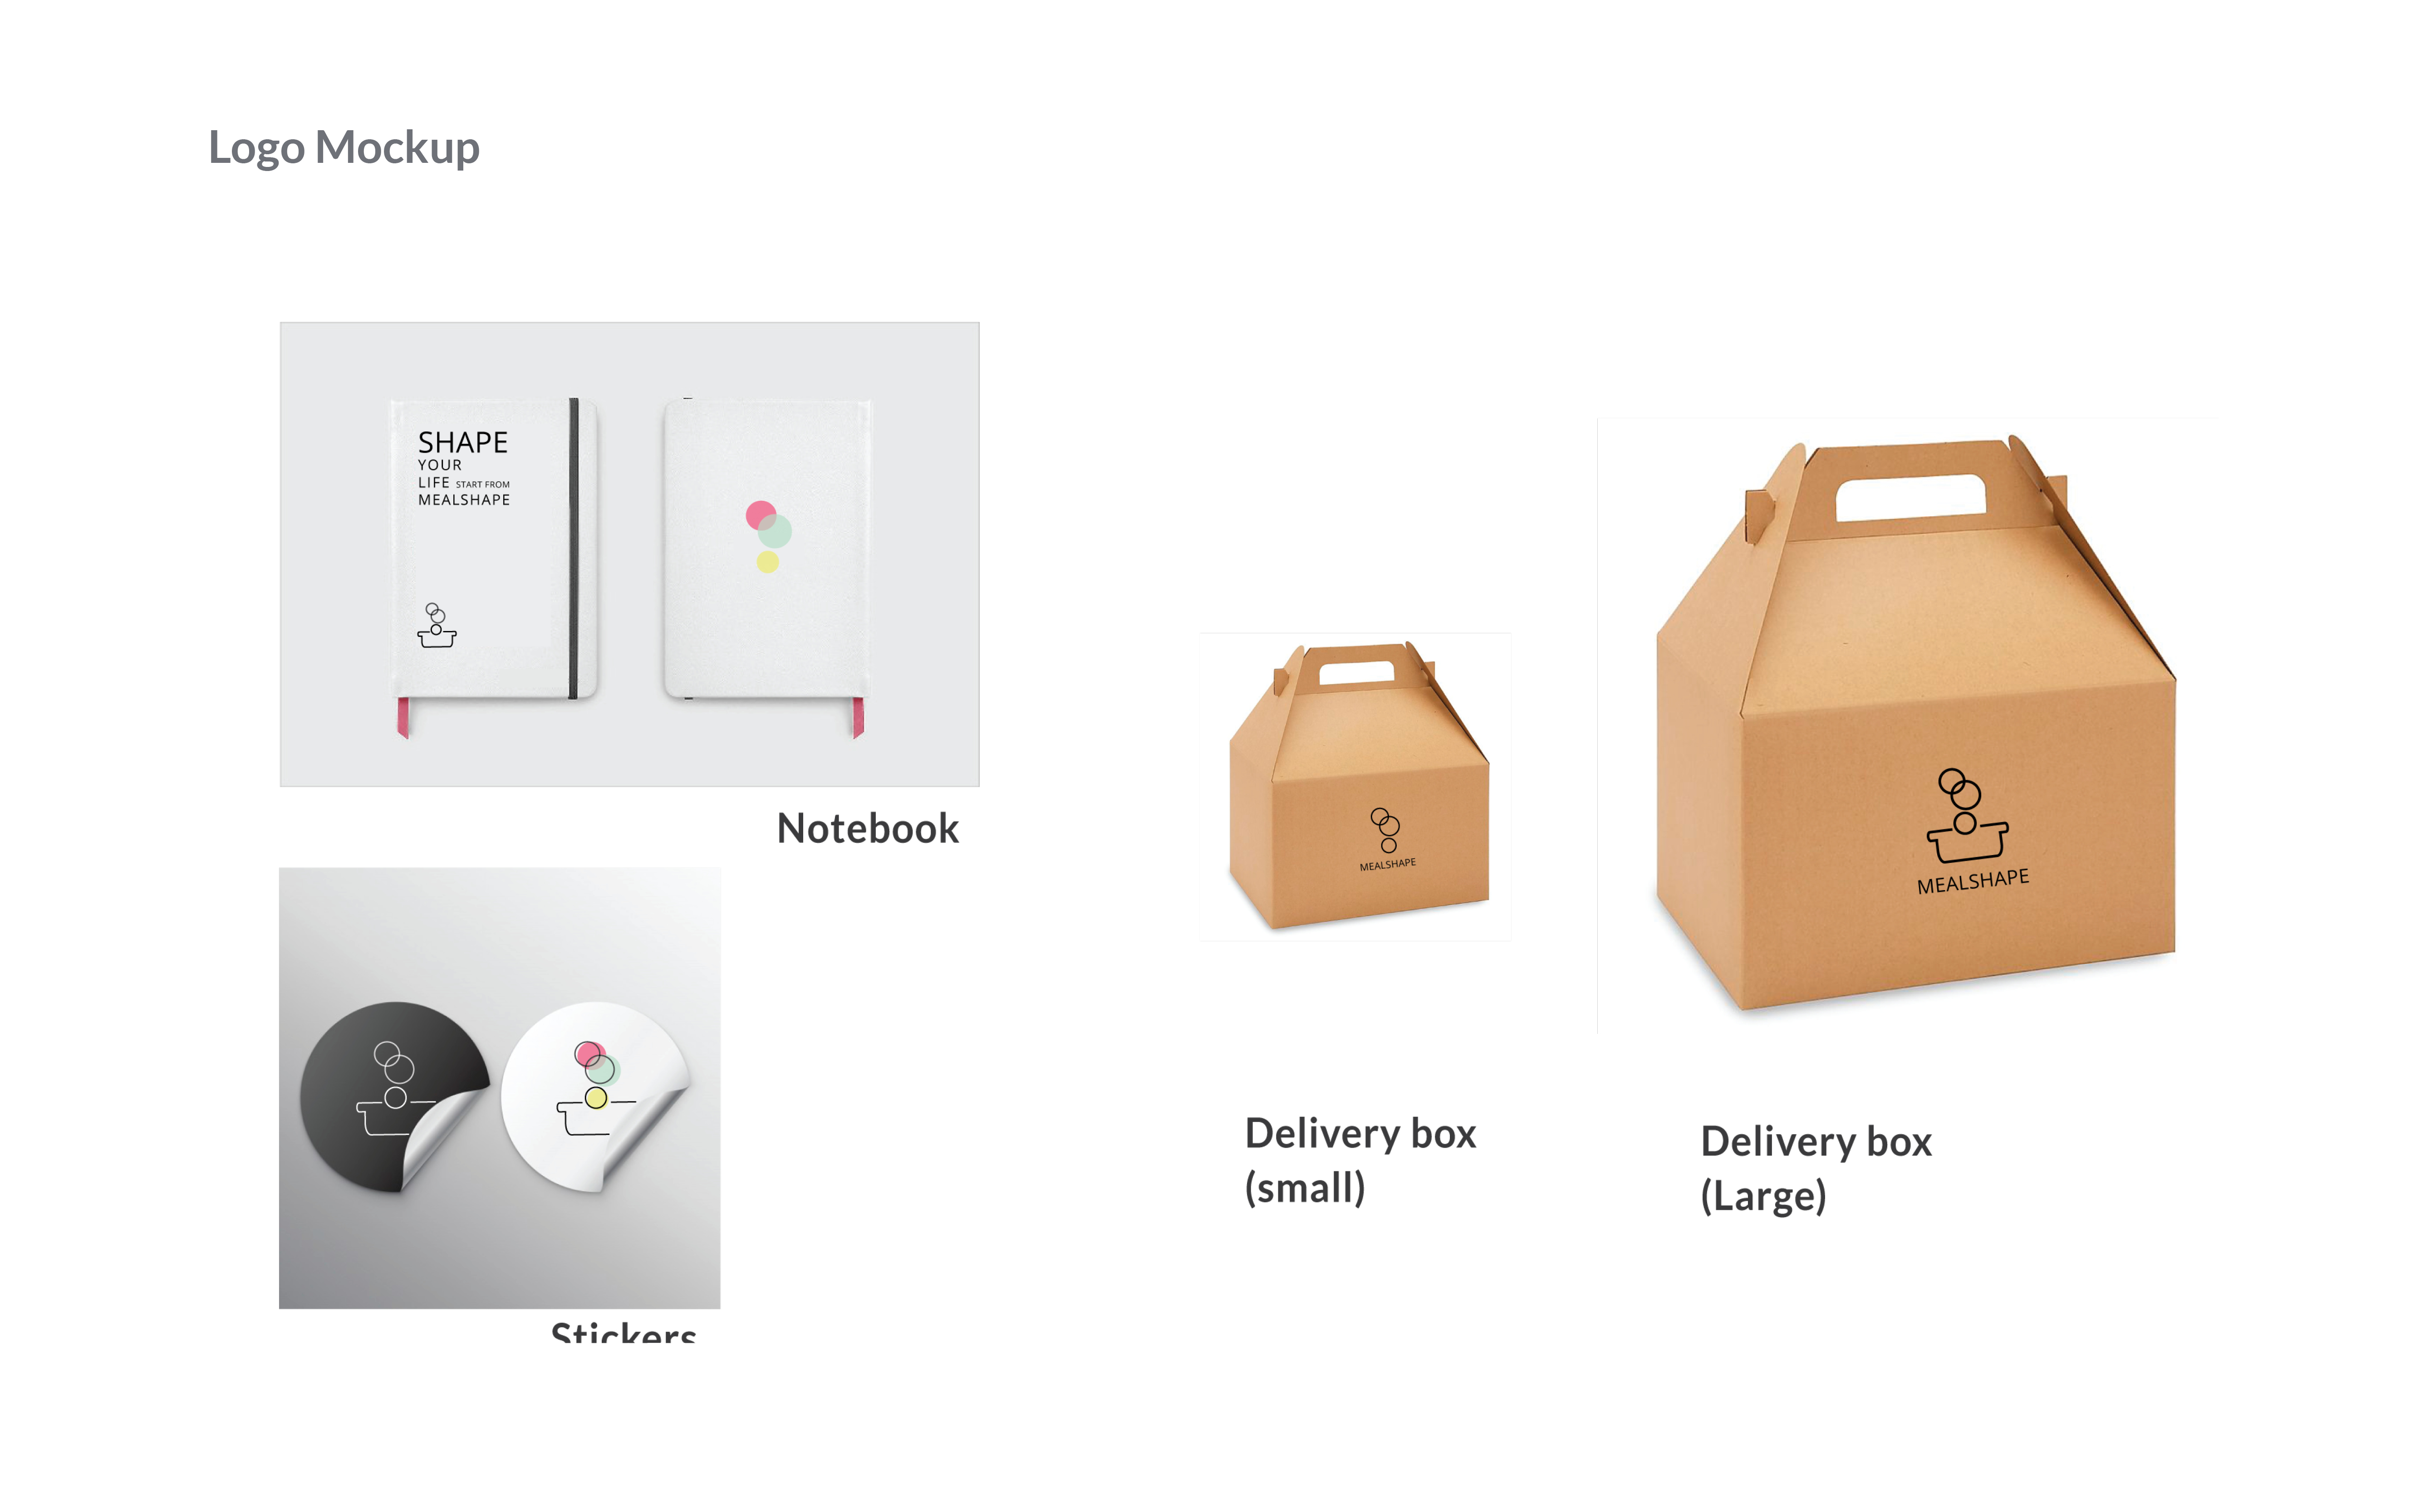 Logo Mockup
SHAPE
YOUR
LIFE START FROM
MEALSHAPE
Notebook
Stickers
MEALSHAPE
Delivery box
(small)
MEALSHAPE
Delivery box
(Large)